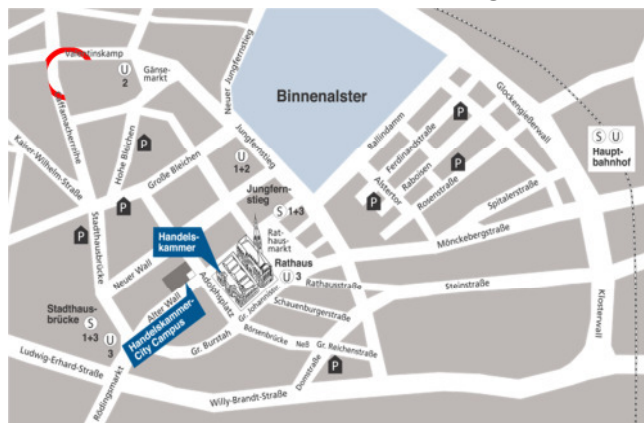 Valentinskamp
U
2
Gänse-
markt
Neuer Jungfernstieg
Binnenalster
Glockengießerwall
S U
Haupt-
bahnhof
Caffamacherreihe
Kaiser-Wilhelm-Straße
Hohe Bleichen
P
Große Bleichen
Jungfernstieg
U
1+2
Ballindamm
Ferdinandstraße
P
Alstertor
Raboisen
P
Rosenstraße
P
Spitalerstraße
Jungfern-
stieg
S 1+3
P
P
Stadthausbrücke
Handels-
kammer
Rat-
haus-
markt
Mönckebergstraße
Neuer Wall
Adolphsplatz
Rathaus
U 3
Rathausstraße
Steinstraße
Klosterwall
Alter Wall
Gr. Johannisstr.
Schauenburgerstraße
Stadthaus-
brücke
S
1+3
U
3
Handelskammer-
City Campus
Gr. Burstah
Börsenbrücke
Neß
Gr. Reichenstraße
P
Domstraße
Ludwig-Erhard-Straße
Rödingsmarkt
Willy-Brandt-Straße